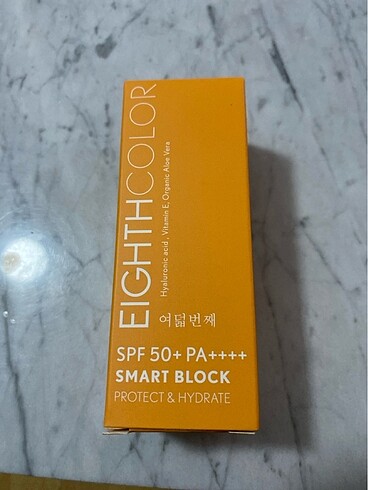 EIGHTHCOLOR
Hyaluronic acid , Vitamin E, Organic Aloe Vera
여덟번째
SPF 50+ PA++++
SMART BLOCK
PROTECT & HYDRATE